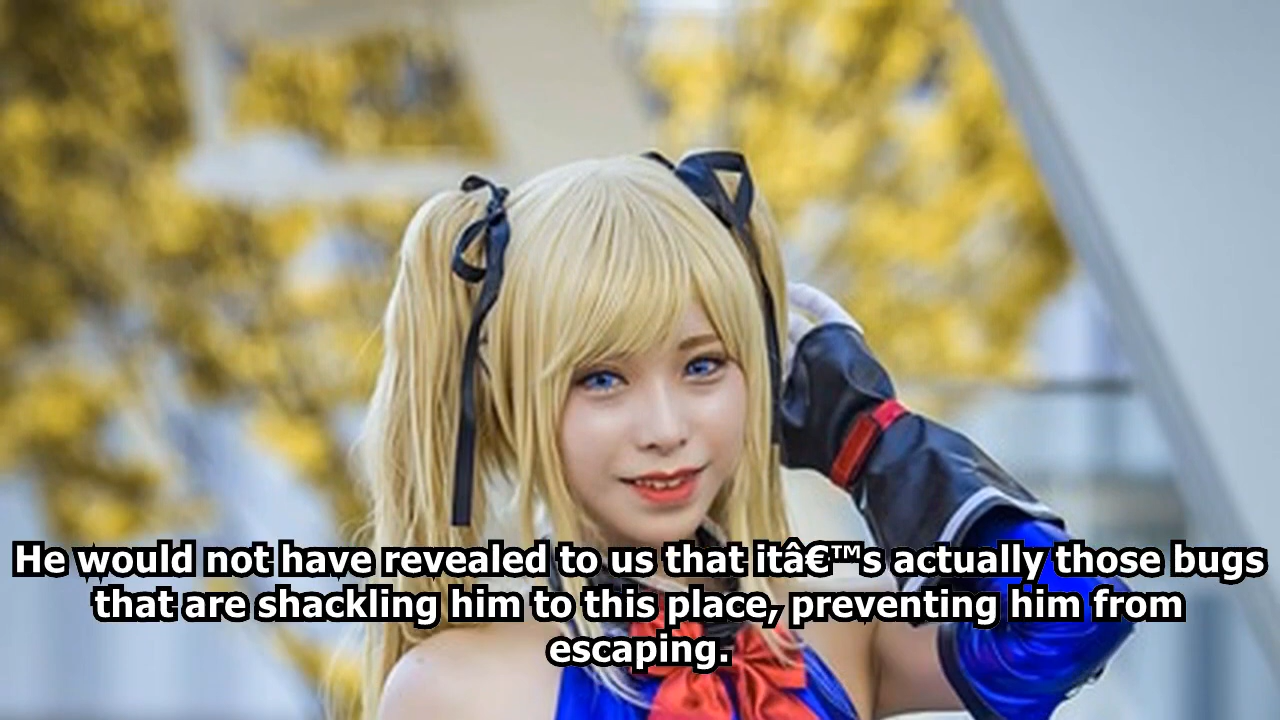 He would not have revealed to us that itâ€™s actually those bugs
that are shackling him to this place, preventing him from
escaping.